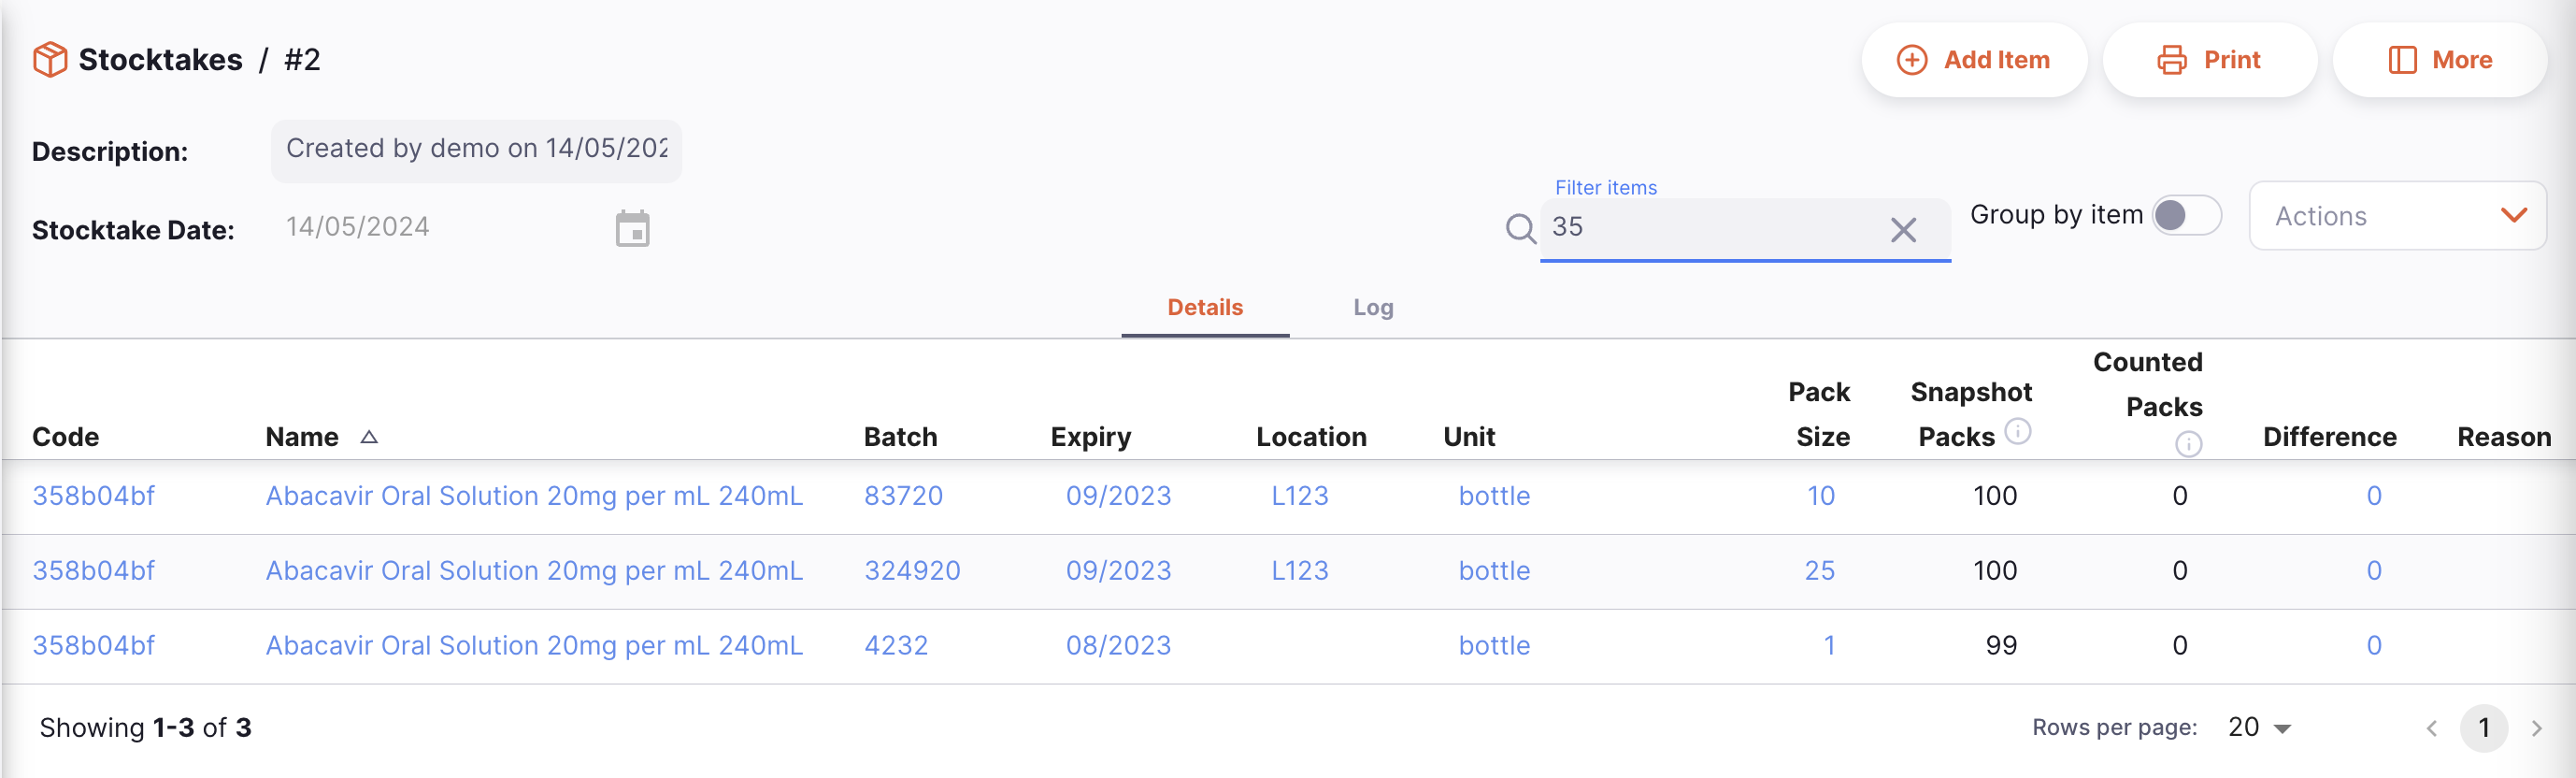 Stocktakes / #2
Add Item
Print
More
Description:
Created by demo on 14/05/202
Stocktake Date:
14/05/2024
Filter items
35
Group by item
Actions
Details
Log
Code
Name
Batch
Expiry
Location
Unit
Pack Size
Snapshot Packs
Counted Packs
Difference
Reason
358b04bf Abacavir Oral Solution 20mg per mL 240mL 83720 09/2023 L123 bottle 10 100 0 0
358b04bf Abacavir Oral Solution 20mg per mL 240mL 324920 09/2023 L123 bottle 25 100 0 0
358b04bf Abacavir Oral Solution 20mg per mL 240mL 4232 08/2023 bottle 1 99 0 0
Showing 1-3 of 3
Rows per page: 20
1